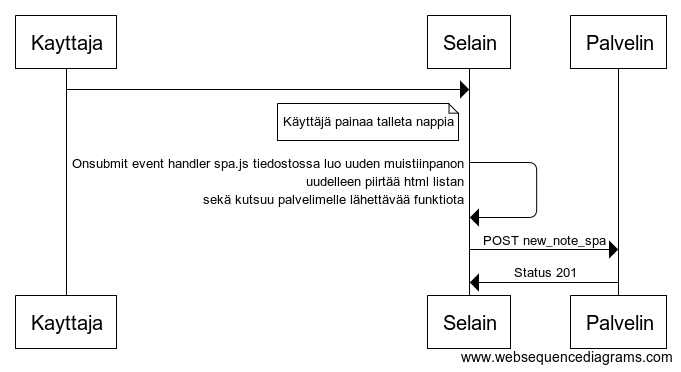 Kayttaja
Selain
Palvelin
Käyttäjä painaa talleta nappia
Onsubmit event handler spa.js tiedostossa luo uuden muistiinpanon
uudelleen piirtää html listan
sekä kutsuu palvelimelle lähettävää funktiota
POST new_note_spa
Status 201
Kayttaja
Selain
Palvelin
www.websequencediagrams.com